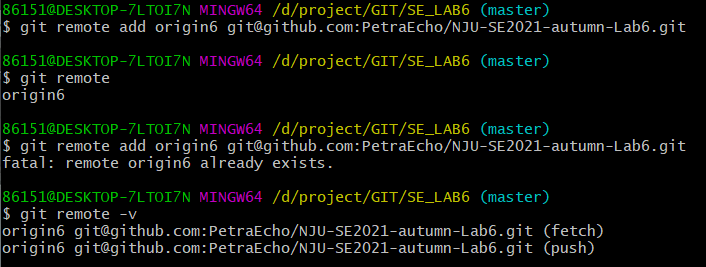 86151@DESKTOP-7LTOI7N MINGW64 /d/project/GIT/SE_LAB6 (master)
$ git remote add origin6 git@github.com:PetraEcho/NJU-SE2021-autumn-Lab6.git
86151@DESKTOP-7LTOI7N MINGW64 /d/project/GIT/SE_LAB6 (master)
$ git remote
origin6
86151@DESKTOP-7LTOI7N MINGW64 /d/project/GIT/SE_LAB6 (master)
$ git remote add origin6 git@github.com:PetraEcho/NJU-SE2021-autumn-Lab6.git
fatal: remote origin6 already exists.
86151@DESKTOP-7LTOI7N MINGW64 /d/project/GIT/SE_LAB6 (master)
$ git remote -v
origin6 git@github.com:PetraEcho/NJU-SE2021-autumn-Lab6.git (fetch)
origin6 git@github.com:PetraEcho/NJU-SE2021-autumn-Lab6.git (push)